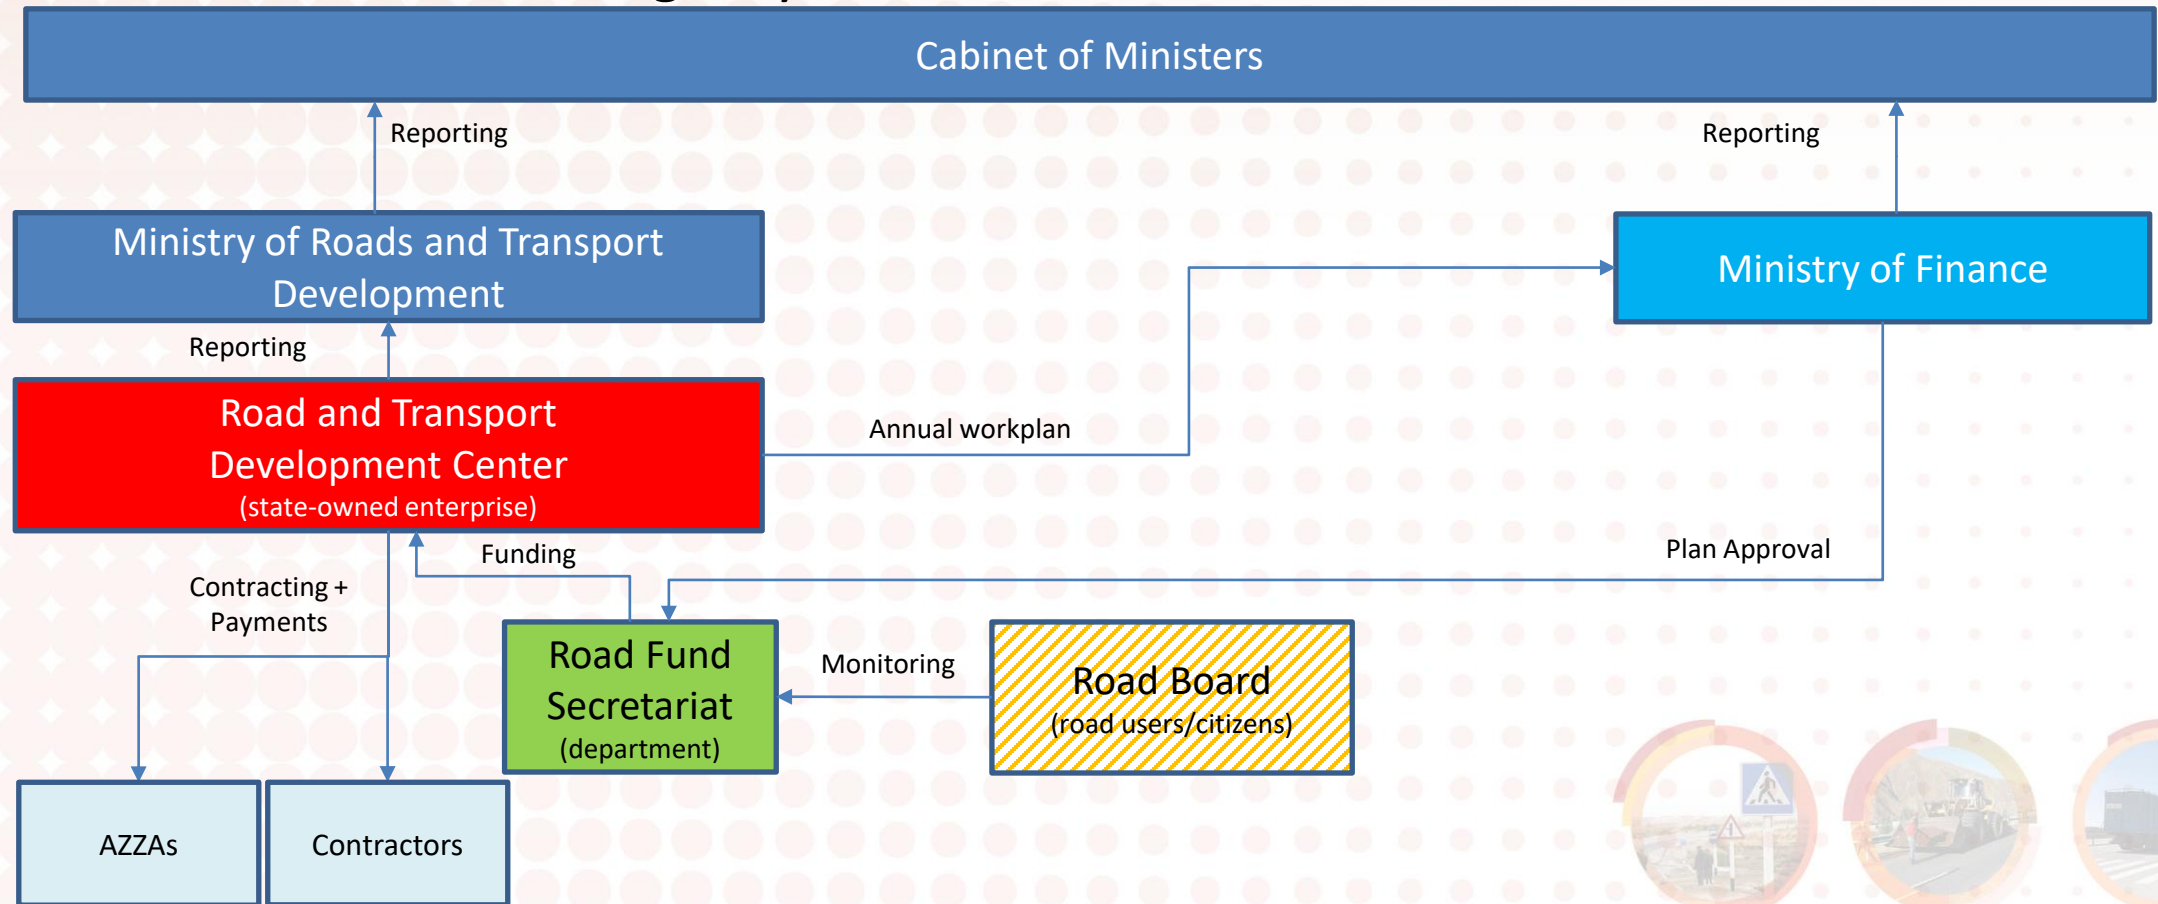 Cabinet of Ministers
Reporting
Reporting
Ministry of Roads and Transport
Development
Ministry of Finance
Reporting
Road and Transport
Development Center
(state-owned enterprise)
Annual workplan
Funding
Plan Approval
Contracting +
Payments
Road Fund
Secretariat
(department)
Monitoring
Road Board
(road users/citizens)
AZZAs
Contractors